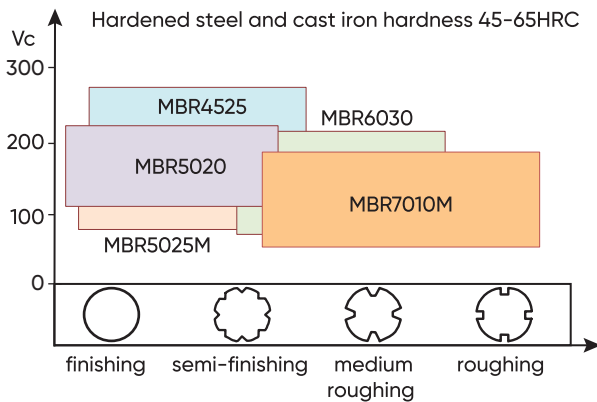 Hardened steel and cast iron hardness 45-65HRC
Vc
300
200
100
0
MBR4525
MBR6030
MBR5020
MBR7010M
MBR5025M
finishing
semi-finishing
medium
roughing
roughing